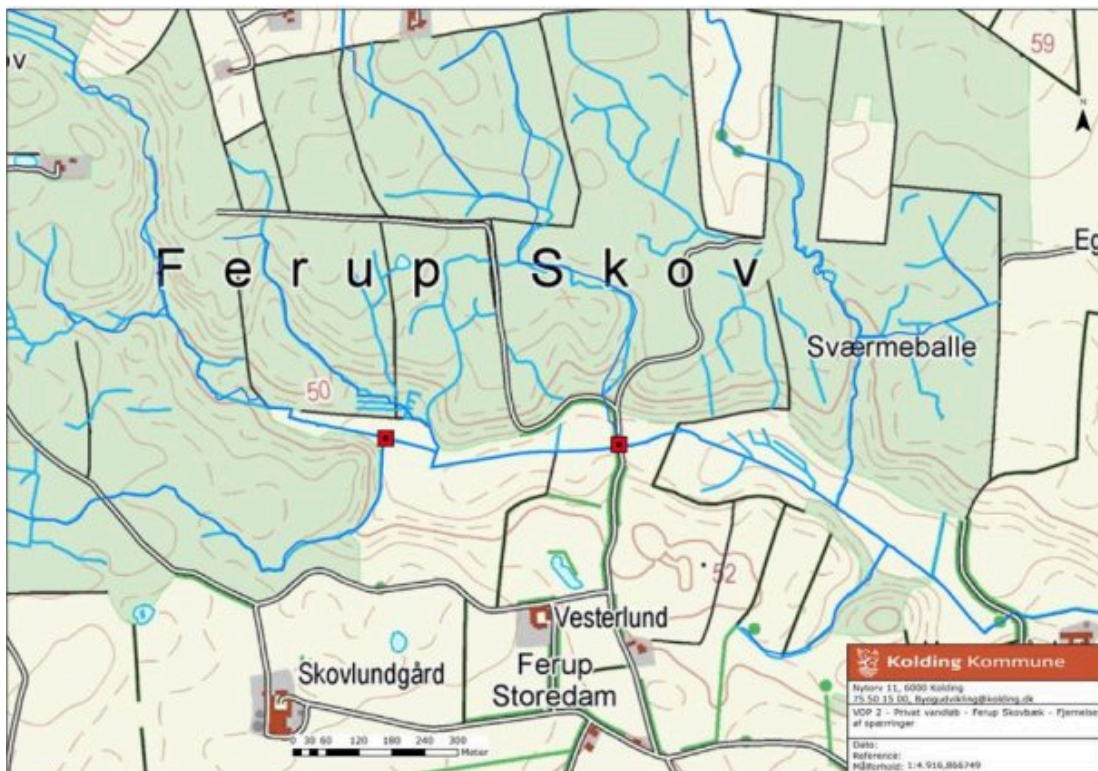 59
N
Eg
Ferup Skov
Sværmeballe
50
52
Vesterlund
Skovlundgård
Ferup
Storedam
0 30 60 120 180 240 300
Meter
Kolding Kommune
Nytorv 11, 6000 Kolding
75 50 15 00, Byogudvikling@kolding.dk
VOP 2 - Privat vandløb - Ferup Skovbæk - Fjernelse
af spærringer
Dato:
Reference:
Målforhold: 1:4.916,866749